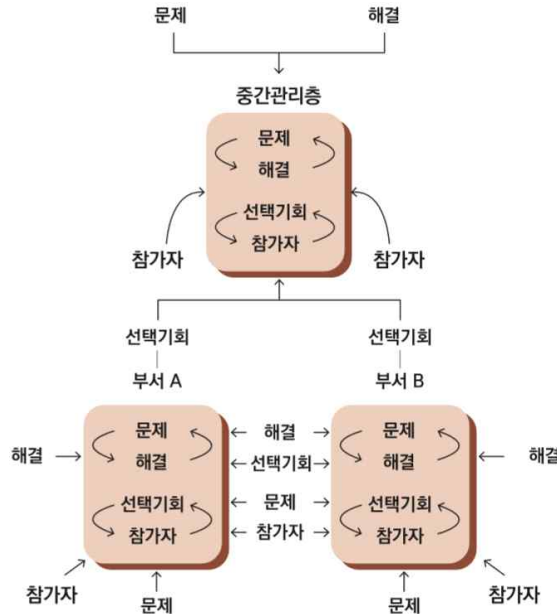 문제 해결
중간관리층
문제
해결
선택기회
참가자
참가자 참가자
선택기회 선택기회
부서 A 부서 B
문제 해결 문제
해결 해결 선택기회 해결 해결
선택기회 문제 선택기회
참가자 참가자 참가자
참가자 참가자
문제 문제